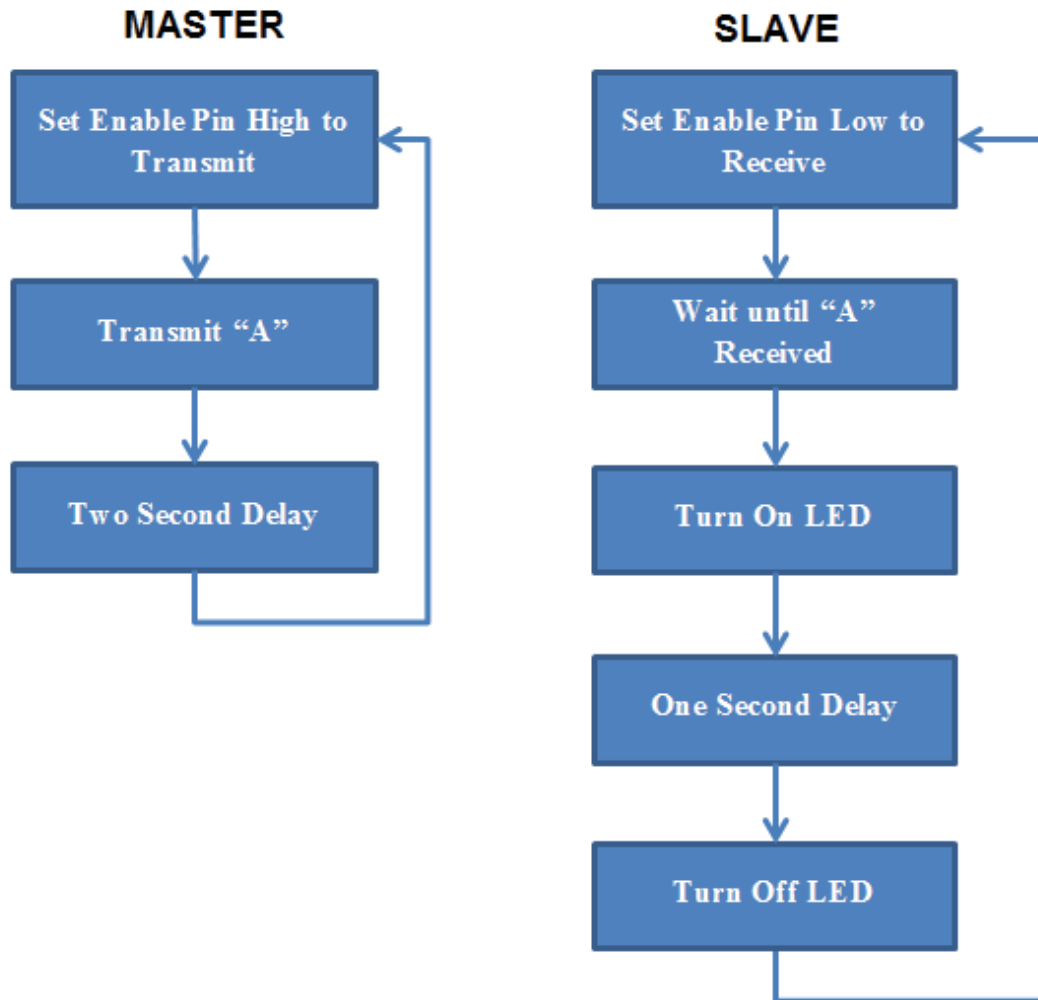 MASTER
Set Enable Pin High to
Transmit
Transmit “A”
Two Second Delay
SLAVE
Set Enable Pin Low to
Receive
Wait until “A”
Received
Turn On LED
One Second Delay
Turn Off LED